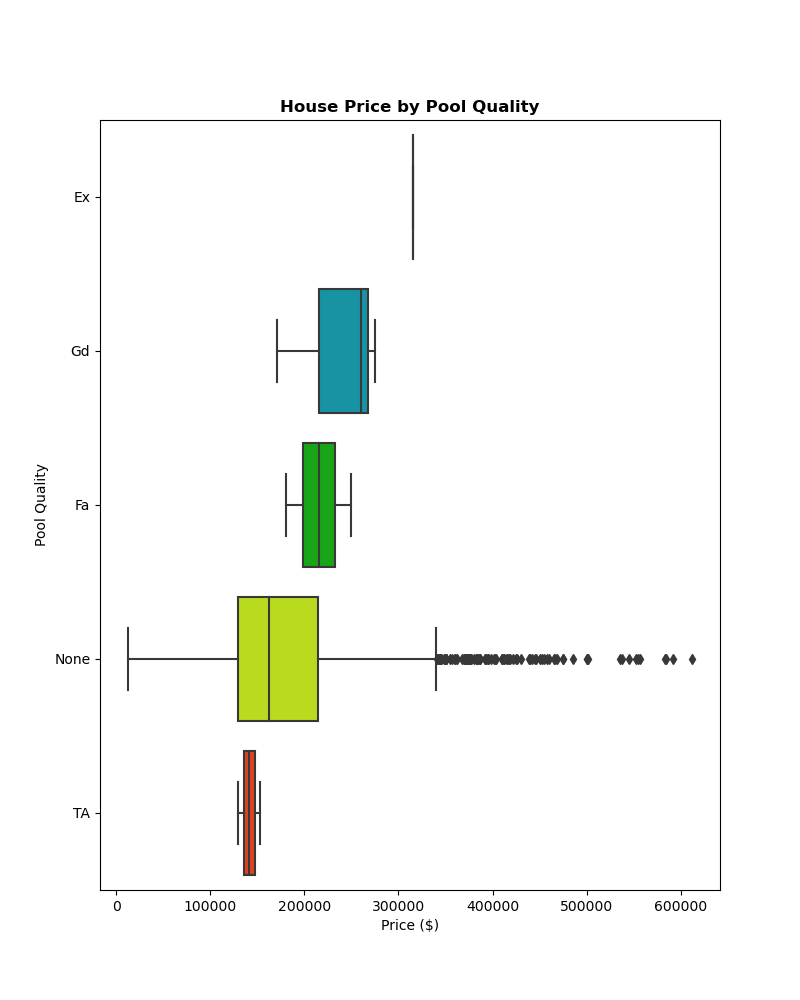 House Price by Pool Quality
Ex
Gd
Fa
None
TA
Pool Quality
0 100000 200000 300000 400000 500000 600000
Price ($)